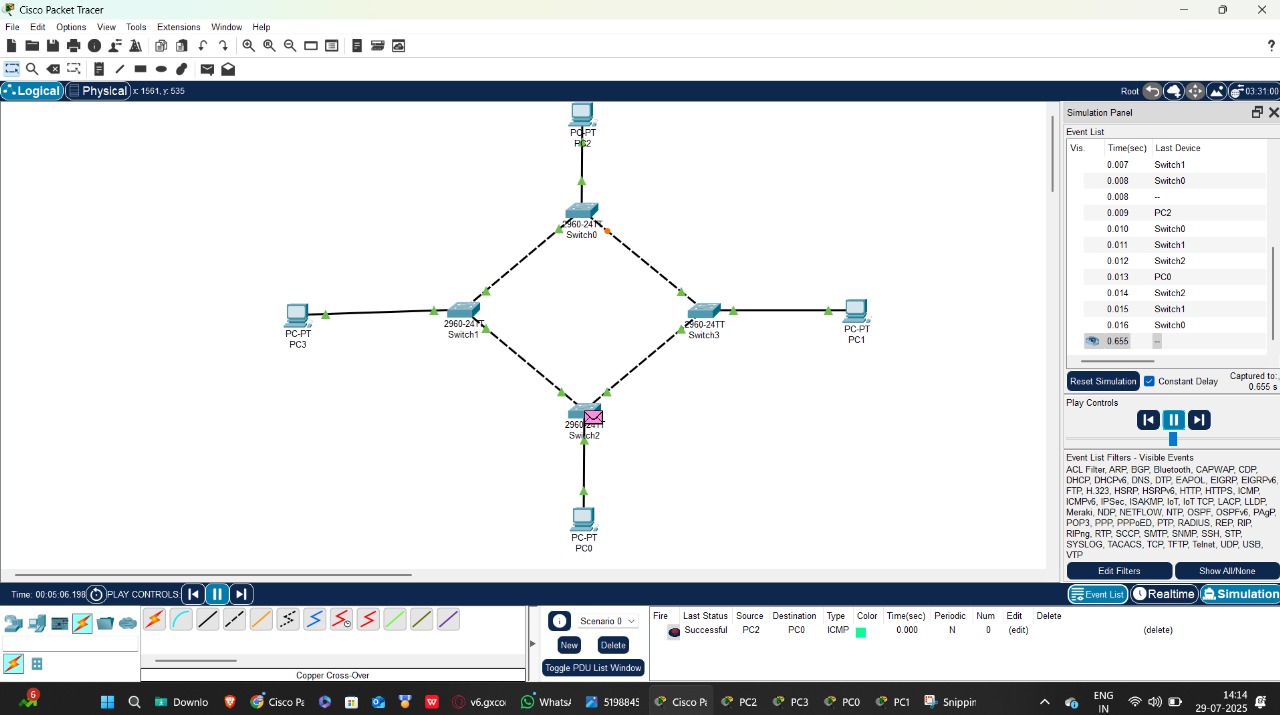 Cisco Packet Tracer
File Edit Options View Tools Extensions Window Help
Logical Physical x: 1561, y: 535
Root 03:31:00
PC-PT
PC2
2960-24TT
Switch0
PC-PT
PC3
2960-24TT
Switch1
2960-24TT
Switch3
PC-PT
PC1
2960-24TT
Switch2
PC-PT
PC0
Simulation Panel
Event List
Vis. Time(sec) Last Device
0.007 Switch1
0.008 Switch0
0.008 --
0.009 PC2
0.010 Switch0
0.011 Switch1
0.012 Switch2
0.013 PC0
0.014 Switch2
0.015 Switch1
0.016 Switch0
0.655 --
Reset Simulation Constant Delay Captured to:
0.655 s
Play Controls
Event List Filters - Visible Events
ACL Filter, ARP, BGP, Bluetooth, CAPWAP, CDP,
DHCP, DHCPv6, DNS, DTP, EAPOL, EIGRP, EIGRPv6,
FTP, H.323, HSRP, HSRPv6, HTTP, HTTPS, ICMP,
ICMPv6, IPSec, ISAKMP, IoT, IoT TCP, LACP, LLDP,
Meraki, NDP, NETFLOW, NTP, OSPF, OSPFv6, PAgP,
POP3, PPP, PPPoED, PTP, RADIUS, REP, RIP,
RIPng, RTP, SCCP, SMTP, SNMP, SSH, STP,
SYSLOG, TACACS, TCP, TFTP, Telnet, UDP, USB,
VTP
Edit Filters Show All/None
Time: 00:05:06.198 PLAY CONTROLS:
Event List Realtime Simulation
Copper Cross-Over
Scenario 0
New Delete
Toggle PDU List Window
Fire Last Status Source Destination Type Color Time(sec) Periodic Num Edit Delete
Successful PC2 PC0 ICMP 0.000 N 0 (edit) (delete)
6 Downlo Cisco Pa v6.gxco WhatsA 5198845 Cisco Pa PC2 PC3 PC0 PC1 Snippin
ENG
IN
14:14
29-07-2025